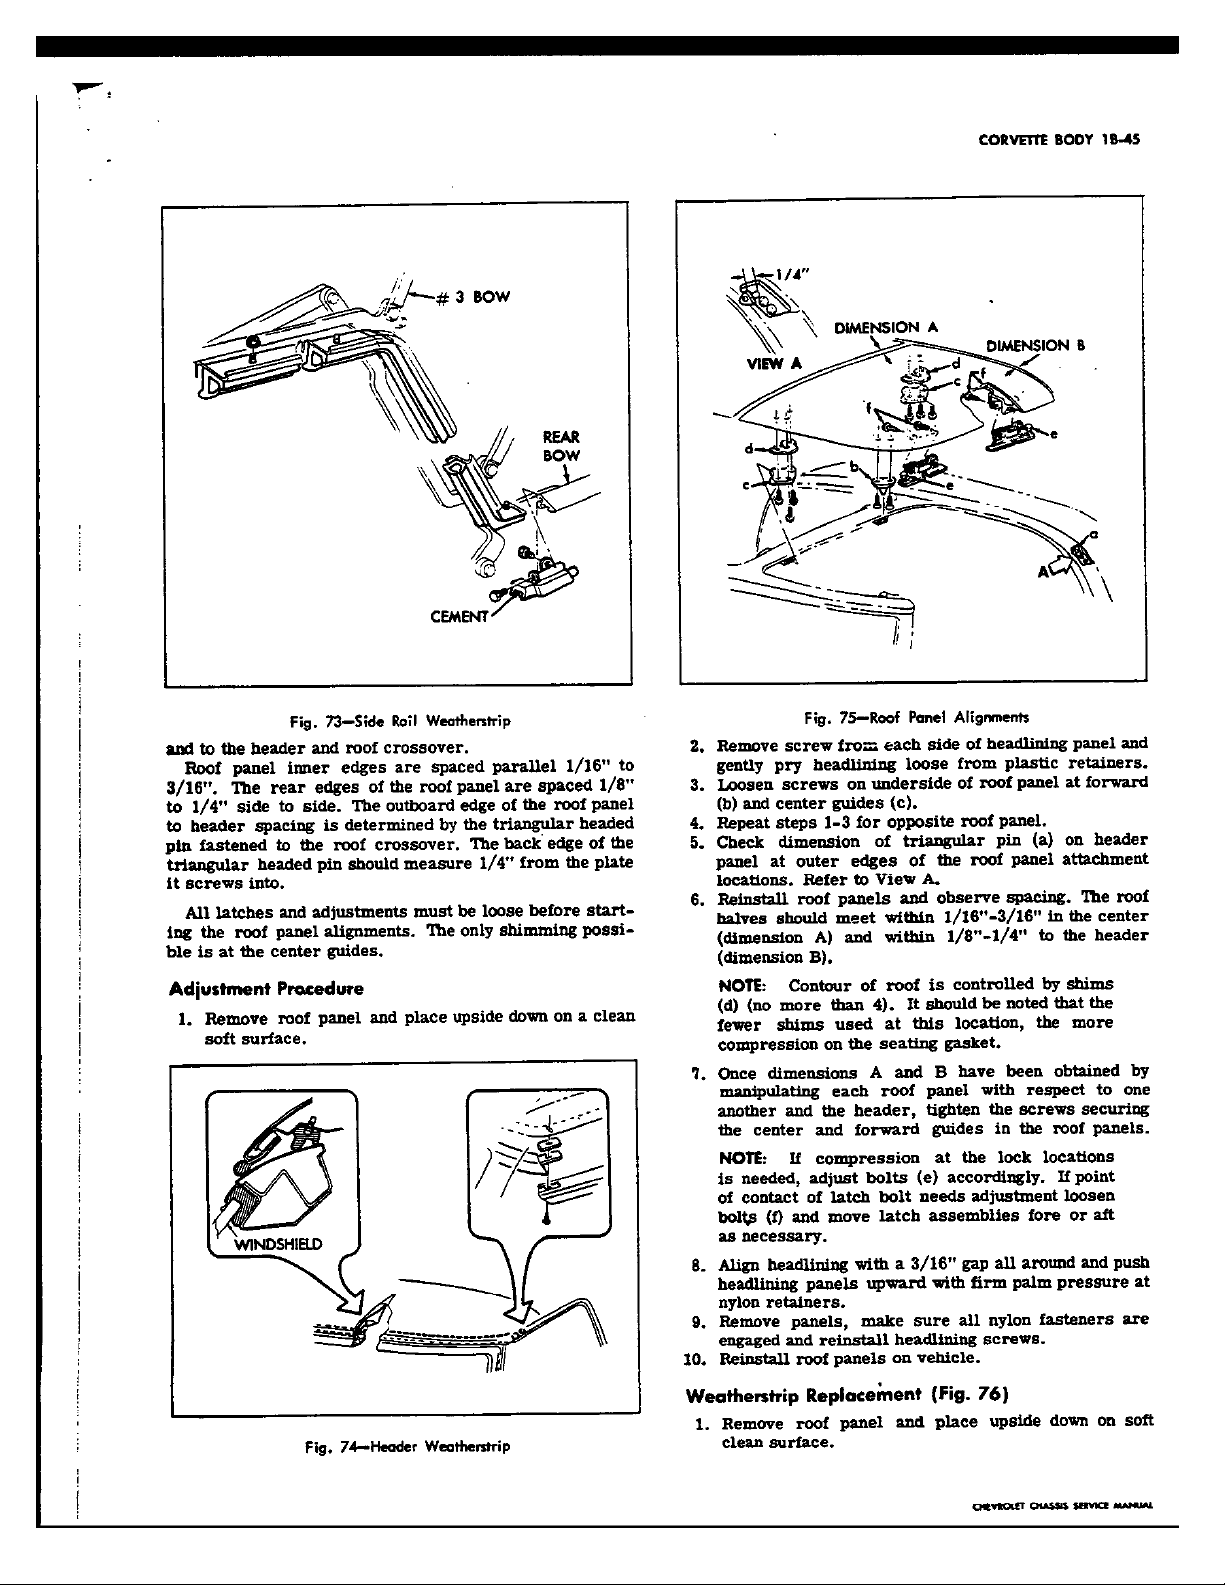 CORVETTE BODY 1B-45
# 3 BOW
REAR
BOW
CEMENT
Fig. 73—Side Rail Weatherstrip
and to the header and roof crossover.
Roof panel inner edges are spaced parallel 1/16" to
3/16". The rear edges of the roof panel are spaced 1/8"
to 1/4" side to side. The outboard edge of the roof panel
to header spacing is determined by the triangular headed
pin fastened to the roof crossover. The back edge of the
triangular headed pin should measure 1/4" from the plate
it screws into.
All latches and adjustments must be loose before start-
ing the roof panel alignments. The only shimming possi-
ble is at the center guides.
Adjustment Procedure
1. Remove roof panel and place upside down on a clean
soft surface.
WINDSHIELD
Fig. 74—Header Weatherstrip
1/4"
VIEW A
DIMENSION A
DIMENSION B
d
c
f
f
e
d
c
b
e
a
A
Fig. 75—Roof Panel Alignments
2. Remove screw from each side of headlining panel and
gently pry headlining loose from plastic retainers.
3. Loosen screws on underside of roof panel at forward
(b) and center guides (c).
4. Repeat steps 1-3 for opposite roof panel.
5. Check dimension of triangular pin (a) on header
panel at outer edges of the roof panel attachment
locations. Refer to View A.
6. Reinstall roof panels and observe spacing. The roof
halves should meet within 1/16"-3/16" in the center
(dimension A) and within 1/8"-1/4" to the header
(dimension B).
NOTE: Contour of roof is controlled by shims
(d) (no more than 4). It should be noted that the
fewer shims used at this location, the more
compression on the seating gasket.
7. Once dimensions A and B have been obtained by
manipulating each roof panel with respect to one
another and the header, tighten the screws securing
the center and forward guides in the roof panels.
NOTE: If compression at the lock locations
is needed, adjust bolts (e) accordingly. If point
of contact of latch bolt needs adjustment loosen
bolts (f) and move latch assemblies fore or aft
as necessary.
8. Align headlining with a 3/16" gap all around and push
headlining panels upward with firm palm pressure at
nylon retainers.
9. Remove panels, make sure all nylon fasteners are
engaged and reinstall headlining screws.
10. Reinstall roof panels on vehicle.
Weatherstrip Replacement (Fig. 76)
1. Remove roof panel and place upside down on soft
clean surface.
CHEVROLET CHASSIS SERVICE MANUAL